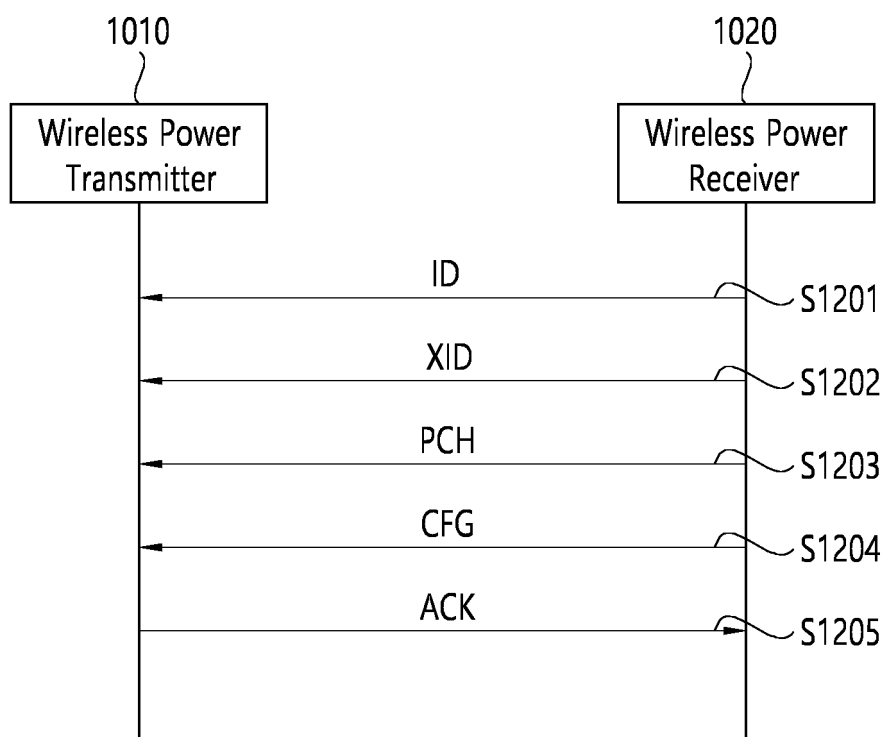 1010
1020
Wireless Power
Transmitter
Wireless Power
Receiver
ID
S1201
XID
S1202
PCH
S1203
CFG
S1204
ACK
S1205